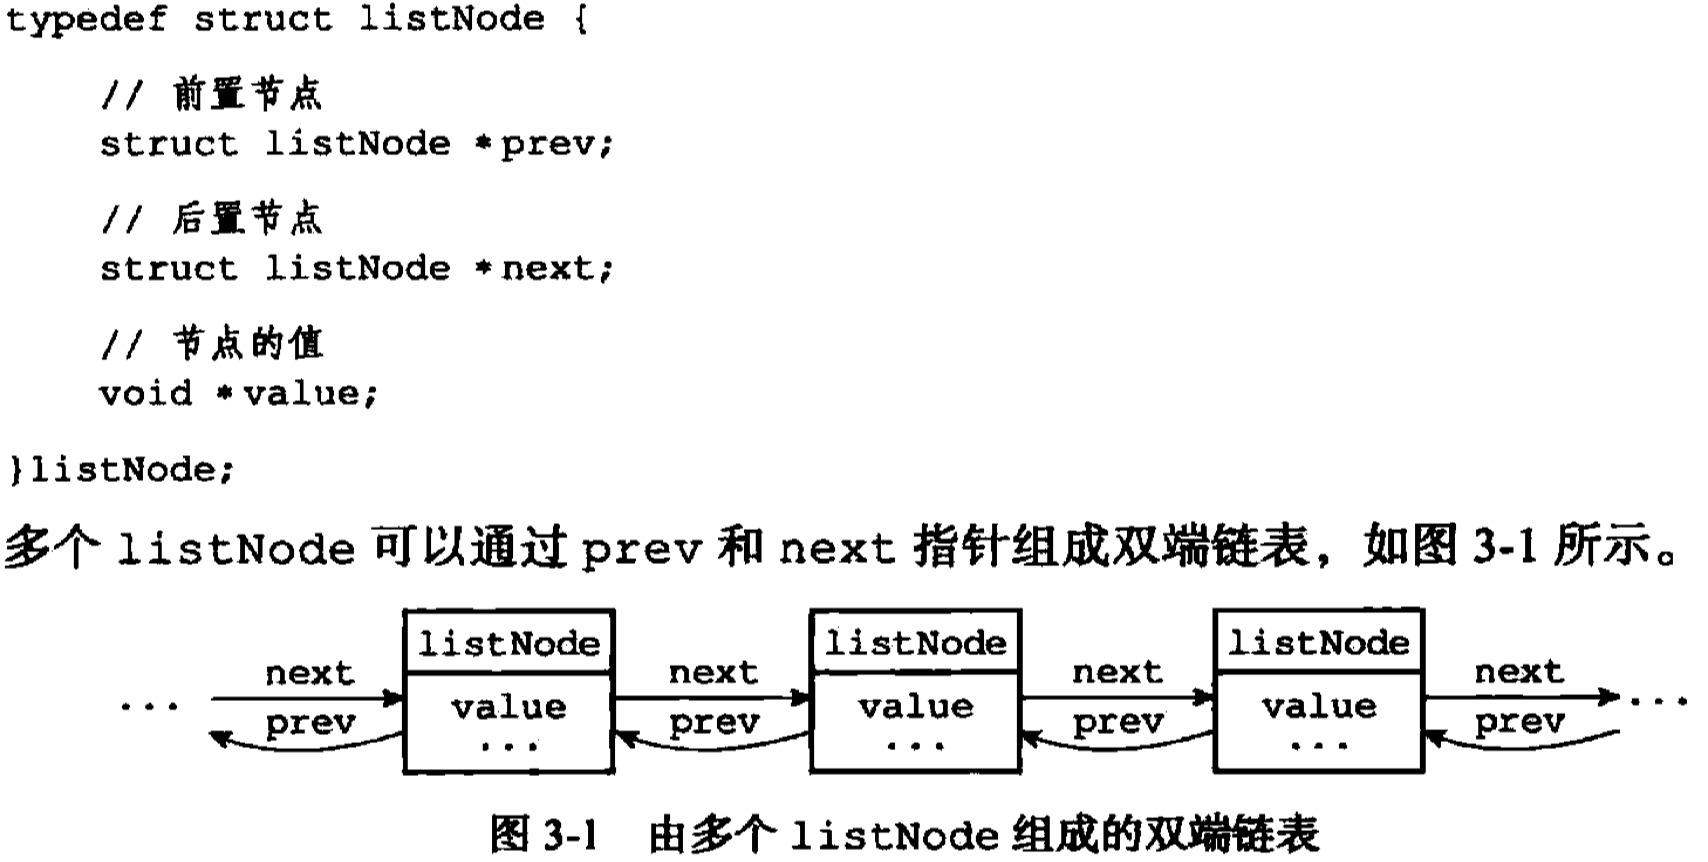 typedef struct listNode {
// 前置节点
struct listNode *prev;
// 后置节点
struct listNode *next;
// 节点的值
void *value;
}listNode;
多个 listNode 可以通过 prev 和 next 指针组成双端链表，如图 3-1 所示。
listNode listNode listNode
next next next next
... value value value ...
prev prev prev prev
... ... ...
图 3-1 由多个 listNode 组成的双端链表